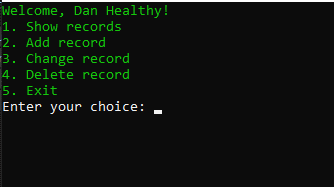 Welcome, Dan Healthy!
1. Show records
2. Add record
3. Change record
4. Delete record
5. Exit
Enter your choice: _